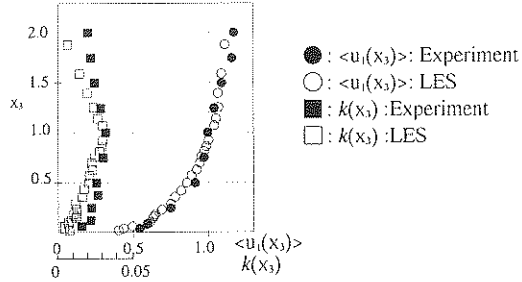 2.0
1.5
x₃
1.0
0.5
0 0.5 1.0 <u₁(x₃)>
0 0.05 k(x₃)
: <u₁(x₃)>: Experiment
: <u₁(x₃)>: LES
: k(x₃) :Experiment
: k(x₃) :LES